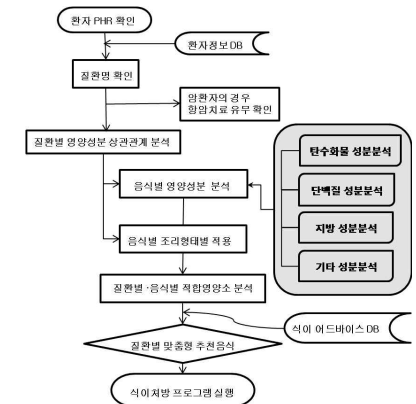 환자 PHR 확인
환자정보 DB
질환명 확인
암환자의 경우
항암치료 유무 확인
질환별 영양성분 상관관계 분석
탄수화물 성분분석
음식별 영양성분 분석
단백질 성분분석
지방 성분분석
음식별 조리형태별 적용
기타 성분분석
질환별 ·음식별 적합영양소 분석
식이 어드바이스 DB
질환별 맞춤형 추천음식
식이처방 프로그램 실행